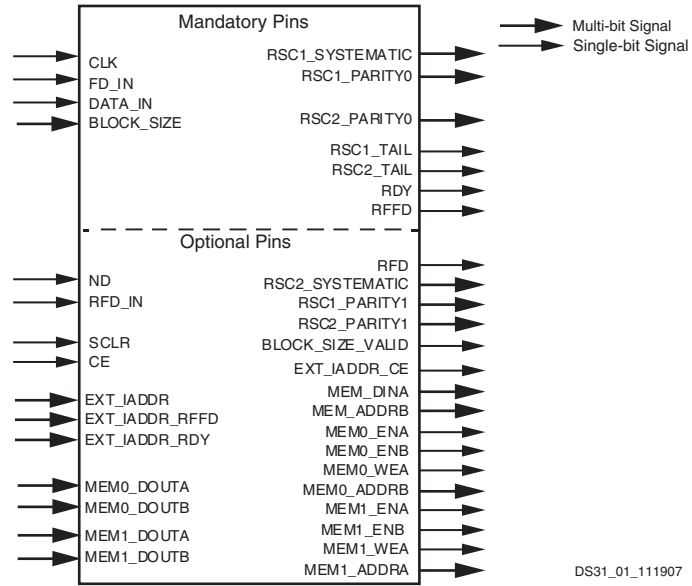 Mandatory Pins
CLK
FD_IN
DATA_IN
BLOCK_SIZE
RSC1_SYSTEMATIC
RSC1_PARITY0
RSC2_PARITY0
RSC1_TAIL
RSC2_TAIL
RDY
RFFD
Optional Pins
ND
RFD_IN
SCLR
CE
EXT_IADDR
EXT_IADDR_RFFD
EXT_IADDR_RDY
MEM0_DOUTA
MEM0_DOUTB
MEM1_DOUTA
MEM1_DOUTB
RFD
RSC2_SYSTEMATIC
RSC1_PARITY1
RSC2_PARITY1
BLOCK_SIZE_VALID
EXT_IADDR_CE
MEM_DINA
MEM_ADDRB
MEM0_ENA
MEM0_ENB
MEM0_WEA
MEM0_ADDRB
MEM1_ENA
MEM1_ENB
MEM1_WEA
MEM1_ADDRA
Multi-bit Signal
Single-bit Signal
DS31_01_111907